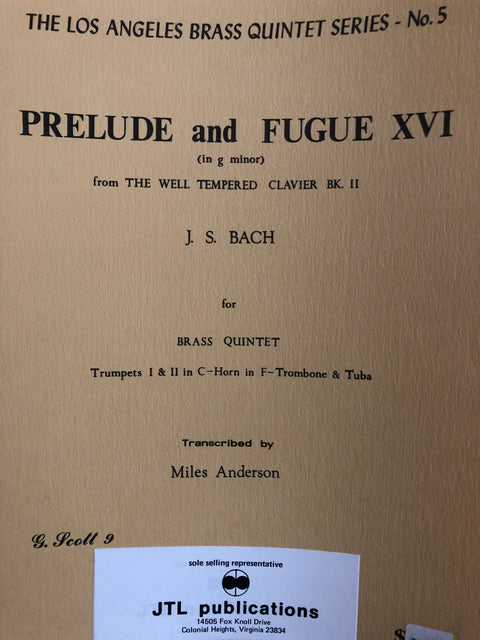 THE LOS ANGELES BRASS QUINTET SERIES - No. 5
PRELUDE and FUGUE XVI
(in g minor)
from THE WELL TEMPERED CLAVIER BK. II
J. S. BACH
for
BRASS QUINTET
Trumpets I & II in C-Horn in F-Trombone & Tuba
Transcribed by
Miles Anderson
G. Scott 9
sole selling representative
JTL publications
14505 Fox Knoll Drive
Colonial Heights, Virginia 23834
$